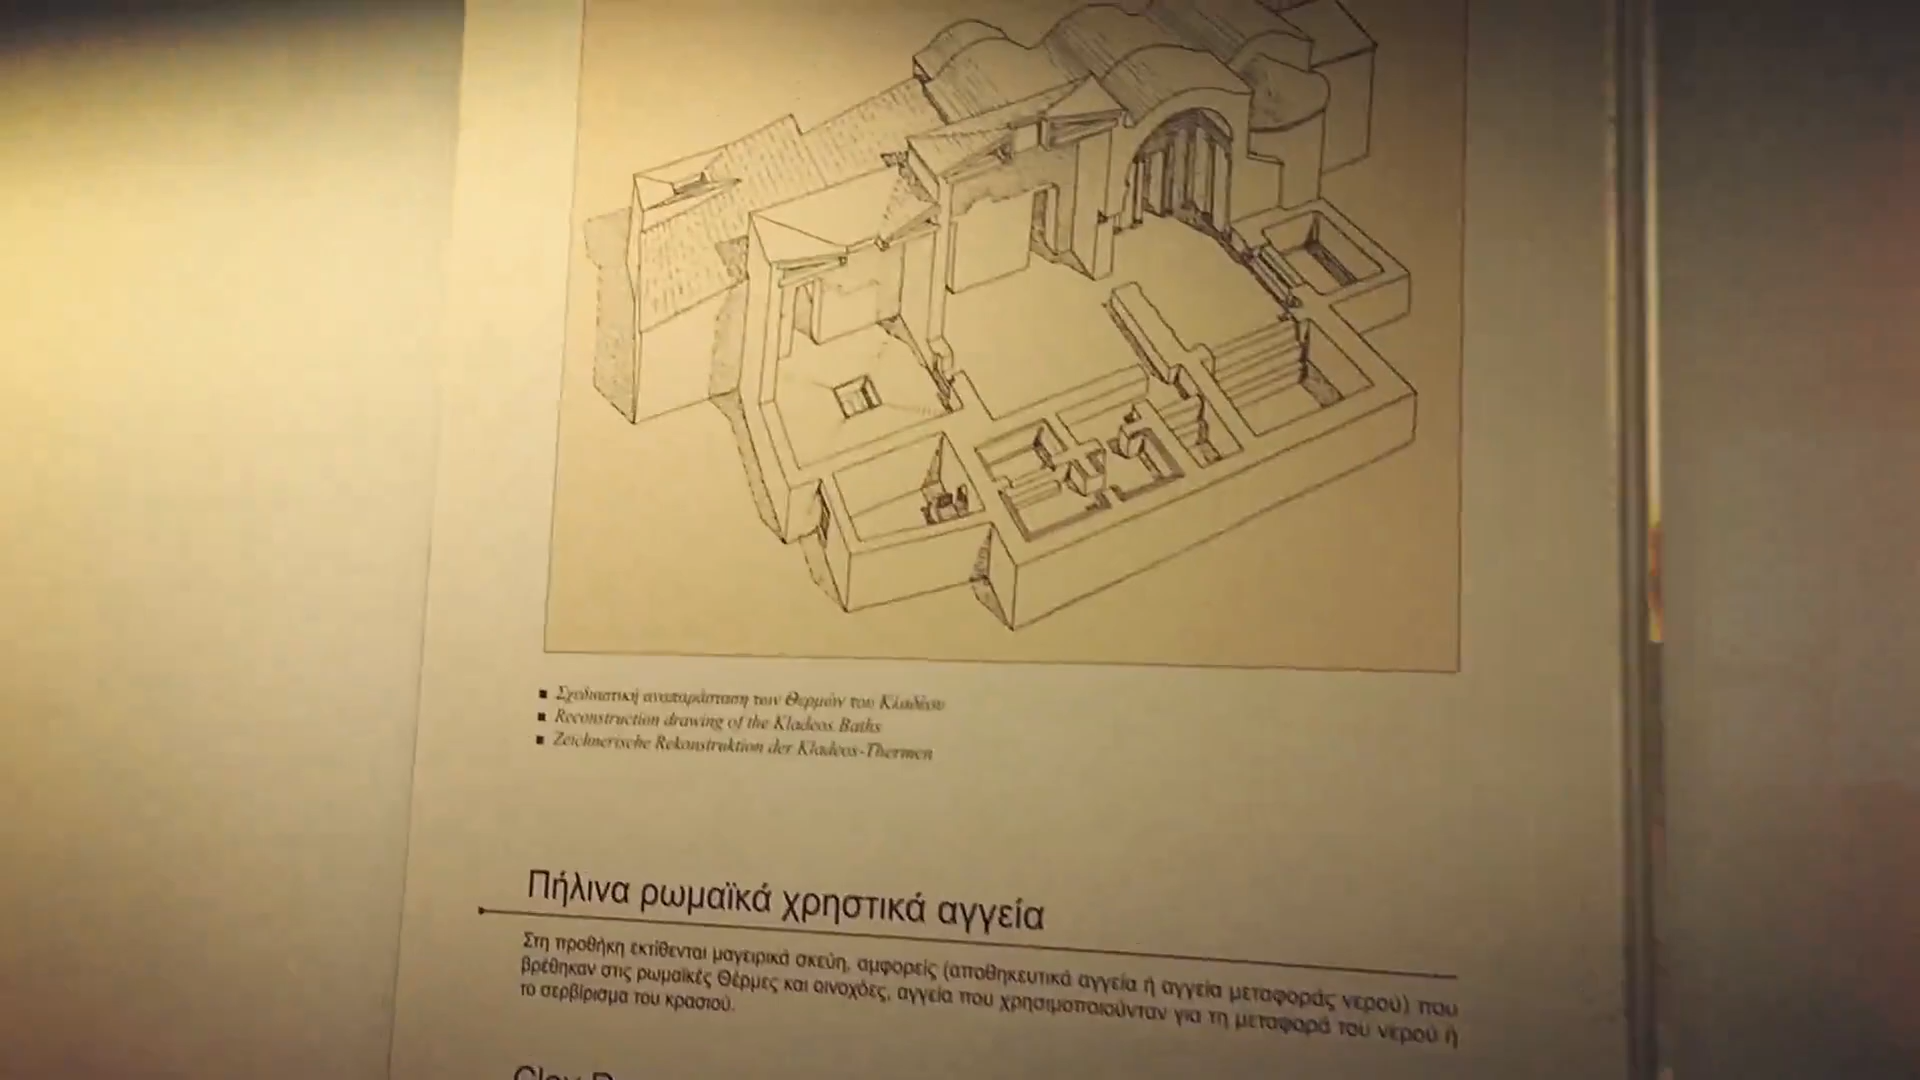 Σχεδιαστική αναπαράσταση των Θερμών του Κλαδέου
Reconstruction drawing of the Kladeos Baths
Zeichnerische Rekonstruktion der Kladeos-Thermen
Πήλινα ρωμαϊκά χρηστικά αγγεία
Στη προθήκη εκτίθενται μαγειρικά σκεύη, αμφορείς (αποθηκευτικά αγγεία ή αγγεία μεταφοράς νερού) που
βρέθηκαν στις ρωμαϊκές Θέρμες και οινοχόες, αγγεία που χρησιμοποιούνταν για τη μεταφορά του νερού ή
το σερβίρισμα του κρασιού.